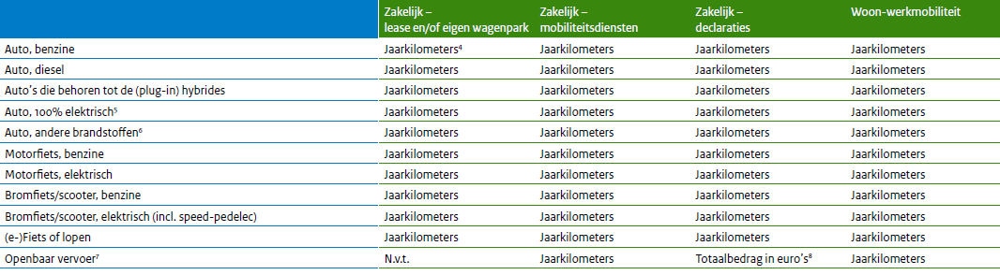 Zakelijk – lease en/of eigen wagenpark Zakelijk – mobiliteitsdiensten Zakelijk – declaraties Woon-werkmobiliteit
Auto, benzine Jaarkilometers⁴ Jaarkilometers Jaarkilometers Jaarkilometers
Auto, diesel Jaarkilometers Jaarkilometers Jaarkilometers Jaarkilometers
Auto's die behoren tot de (plug-in) hybrides Jaarkilometers Jaarkilometers Jaarkilometers Jaarkilometers
Auto, 100% elektrisch⁵ Jaarkilometers Jaarkilometers Jaarkilometers Jaarkilometers
Auto, andere brandstoffen⁶ Jaarkilometers Jaarkilometers Jaarkilometers Jaarkilometers
Motorfiets, benzine Jaarkilometers Jaarkilometers Jaarkilometers Jaarkilometers
Motorfiets, elektrisch Jaarkilometers Jaarkilometers Jaarkilometers Jaarkilometers
Bromfiets/scooter, benzine Jaarkilometers Jaarkilometers Jaarkilometers Jaarkilometers
Bromfiets/scooter, elektrisch (incl. speed-pedelec) Jaarkilometers Jaarkilometers Jaarkilometers Jaarkilometers
(e-)Fiets of lopen Jaarkilometers Jaarkilometers Jaarkilometers Jaarkilometers
Openbaar vervoer⁷ N.v.t. Jaarkilometers Totaalbedrag in euro's⁸ Jaarkilometers